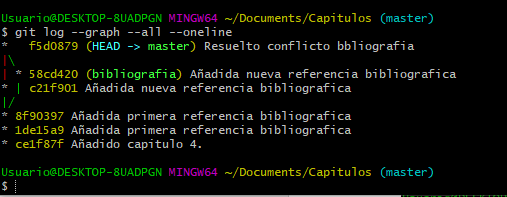 Usuario@DESKTOP-8UADPGN MINGW64 ~/Documents/Capitulos (master)
$ git log --graph --all --oneline
*   f5d0879 (HEAD -> master) Resuelto conflicto bbliografia
|\
| * 58cd420 (bibliografia) Añadida nueva referencia bibliografica
* | c21f901 Añadida nueva referencia bibliografica
|/
* 8f90397 Añadida primera referencia bibliografica
* 1de15a9 Añadida primera referencia bibliografica
* ce1f87f Añadido capitulo 4.
Usuario@DESKTOP-8UADPGN MINGW64 ~/Documents/Capitulos (master)
$